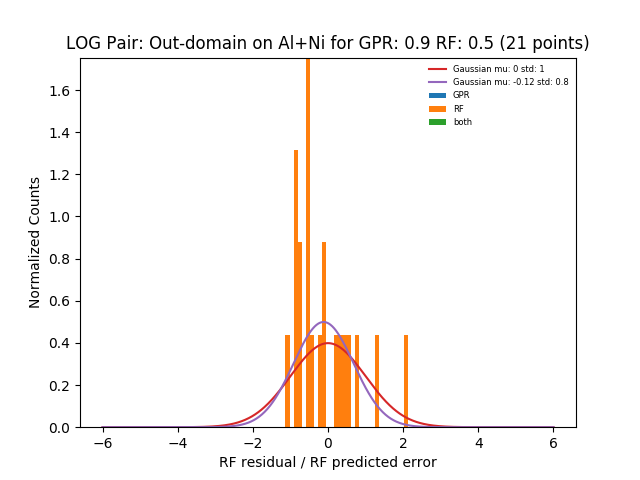 LOG Pair: Out-domain on Al+Ni for GPR: 0.9 RF: 0.5 (21 points)
Gaussian mu: 0 std: 1
Gaussian mu: -0.12 std: 0.8
GPR
RF
both
Normalized Counts
1.6
1.4
1.2
1.0
0.8
0.6
0.4
0.2
0.0
−6 −4 −2 0 2 4 6
RF residual / RF predicted error